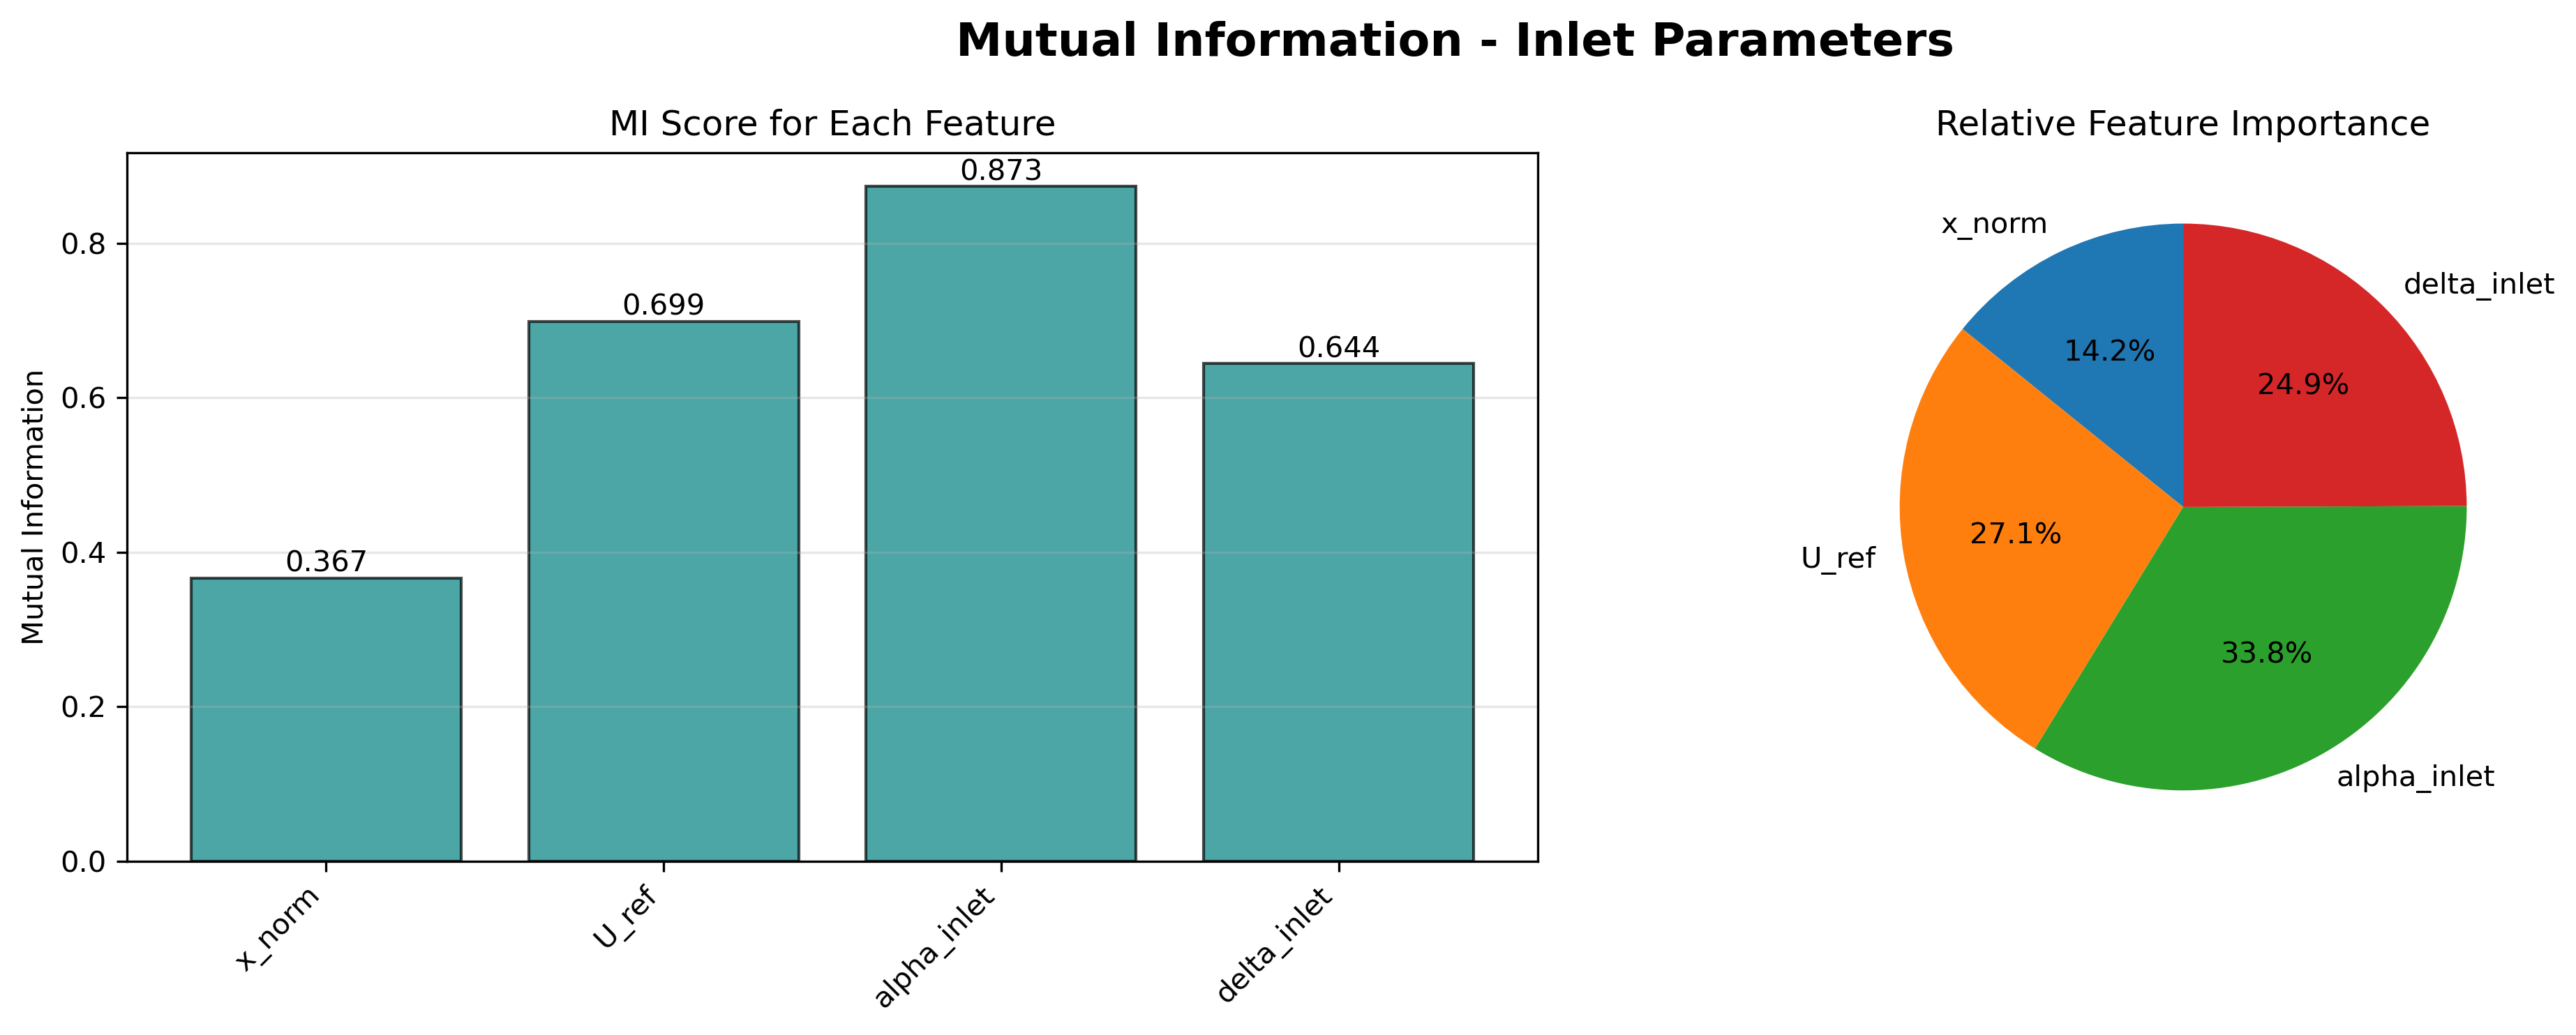 Mutual Information - Inlet Parameters
MI Score for Each Feature
Mutual Information
0.0
0.2
0.4
0.6
0.8
0.367
0.699
0.873
0.644
x_norm
U_ref
alpha_inlet
delta_inlet
Relative Feature Importance
x_norm
14.2%
U_ref
27.1%
alpha_inlet
33.8%
delta_inlet
24.9%